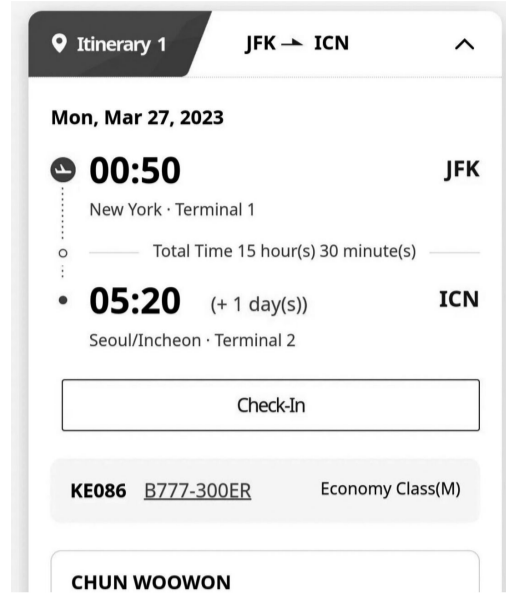 Itinerary 1 JFK ICN
Mon, Mar 27, 2023
00:50 JFK
New York · Terminal 1
Total Time 15 hour(s) 30 minute(s)
05:20 (+ 1 day(s)) ICN
Seoul/Incheon · Terminal 2
Check-In
KE086 B777-300ER Economy Class(M)
CHUN WOOWON